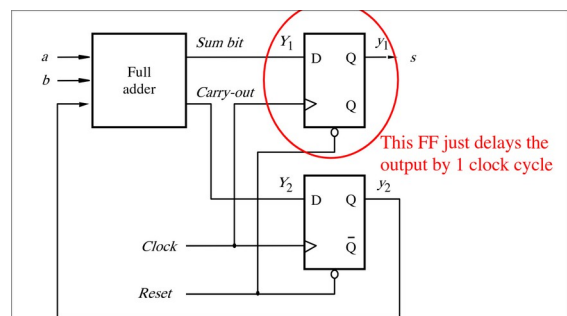 Sum bit
Y1
y1
a
D
Q
s
b
Full
adder
Carry-out
Q
This FF just delays the
output by 1 clock cycle
Y2
y2
D
Q
Clock
Q̄
Reset